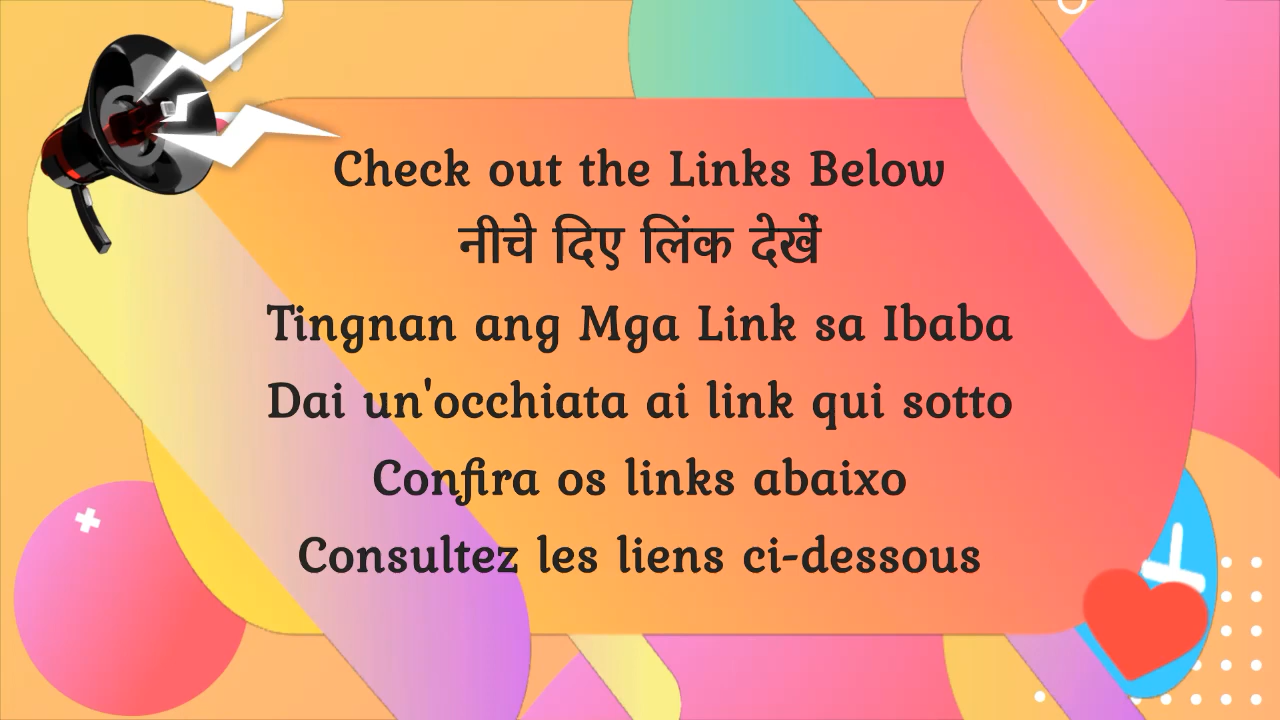 Check out the Links Below
नीचे दिए लिंक देखें
Tingnan ang Mga Link sa Ibaba
Dai un'occhiata ai link qui sotto
Confira os links abaixo
Consultez les liens ci-dessous